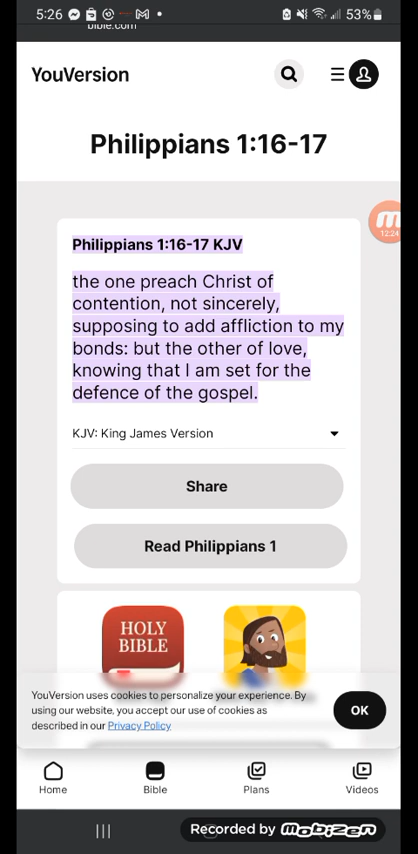 5:26
53%
bible.com
YouVersion
Philippians 1:16-17
12:24
Philippians 1:16-17 KJV
the one preach Christ of
contention, not sincerely,
supposing to add affliction to my
bonds: but the other of love,
knowing that I am set for the
defence of the gospel.
KJV: King James Version
Share
Read Philippians 1
HOLY
BIBLE
YouVersion uses cookies to personalize your experience. By
using our website, you accept our use of cookies as
described in our Privacy Policy
OK
Home Bible Plans Videos
Recorded by mobizen